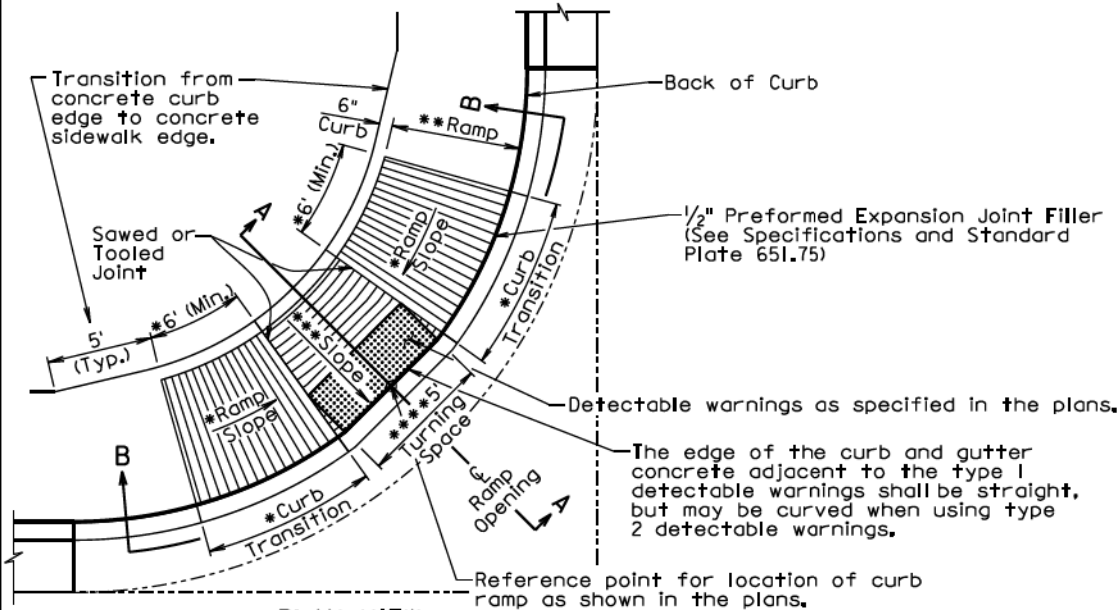 Transition from
concrete curb
edge to concrete
sidewalk edge.
6"
Curb
**Ramp
B
Back of Curb
*6' (Min.)
A
Sawed or
Tooled
Joint
*Ramp
Slope
1/2" Preformed Expansion Joint Filler
(See Specifications and Standard
Plate 651.75)
*Curb
Transition
5'
(Typ.)
*6' (Min.)
***Slope
*Ramp
Slope
****5'
Turning
Space
Detectable warnings as specified in the plans.
B
The edge of the curb and gutter
concrete adjacent to the type 1
detectable warnings shall be straight,
but may be curved when using type
2 detectable warnings.
℄
Ramp
Opening
A
*Curb
Transition
Reference point for location of curb
ramp as shown in the plans.